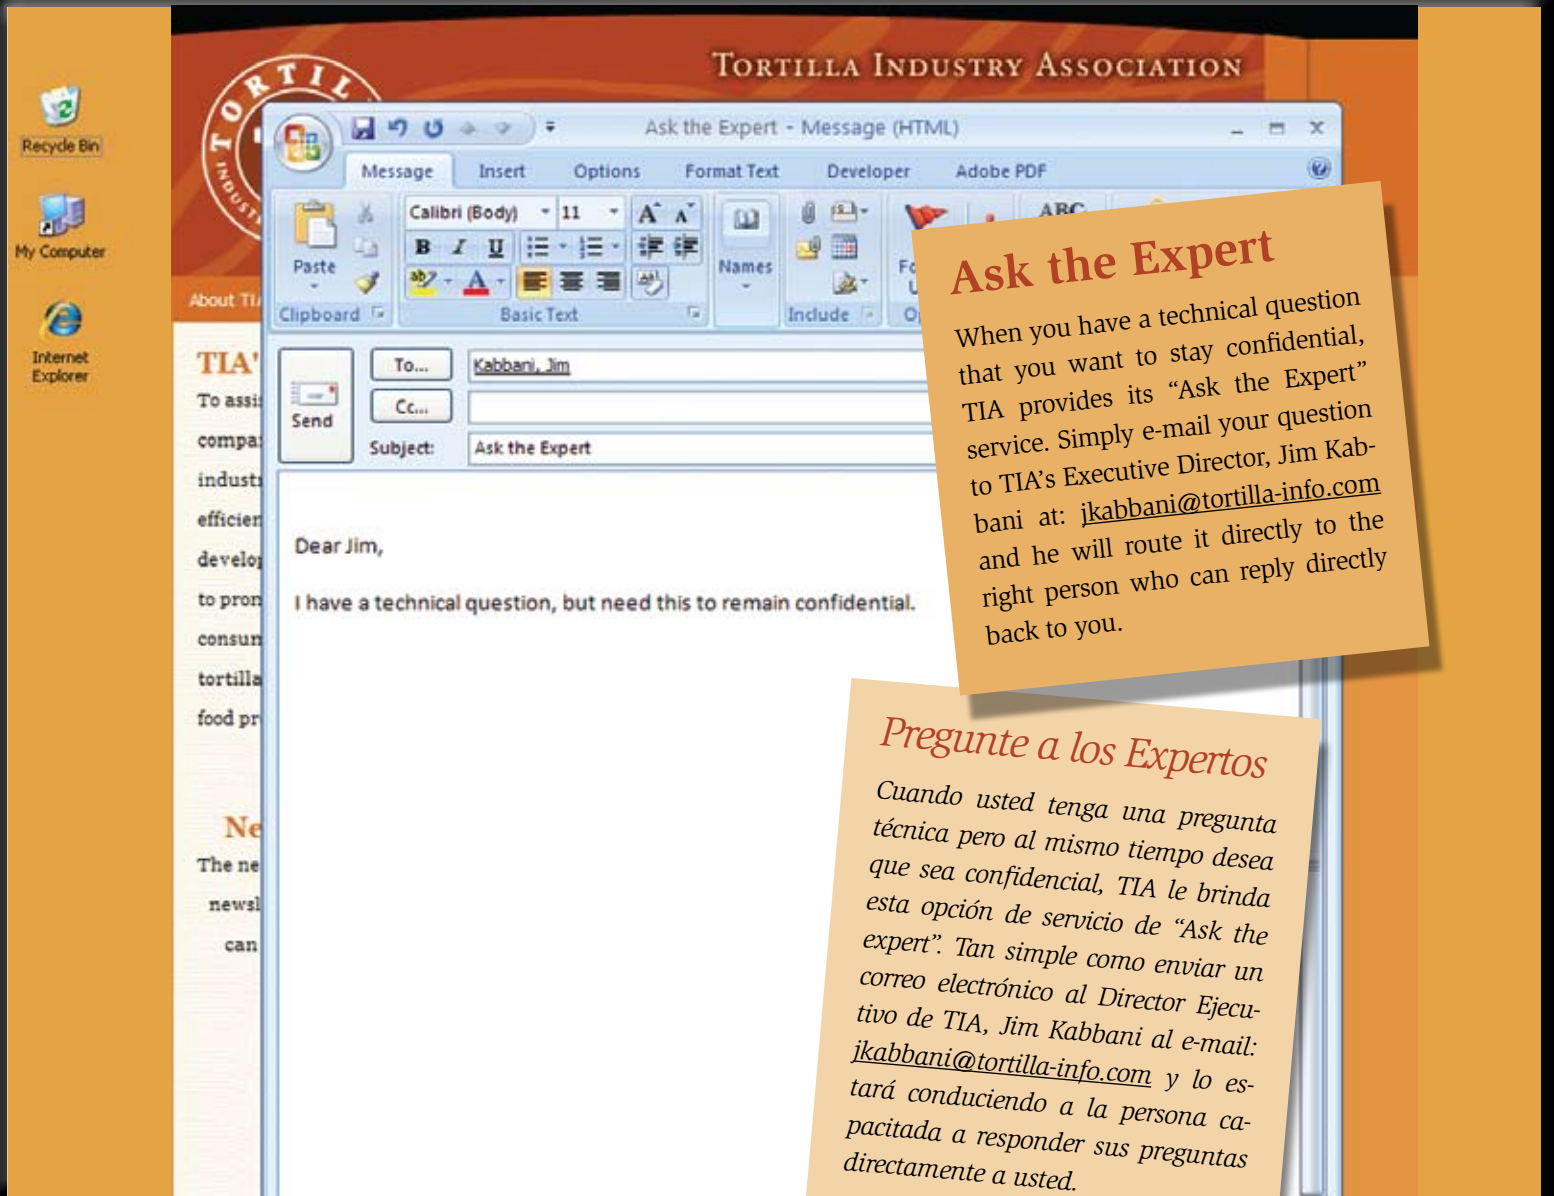 TORTILLA INDUSTRY ASSOCIATION
TORTIL
INDUST
Recycle Bin
My Computer
Internet
Explorer
Ask the Expert - Message (HTML)
Message Insert Options Format Text Developer Adobe PDF
Calibri (Body) 11 A A ABC
B I U
Paste
Names
Clipboard Basic Text Include
About TIA
TIA'
To assis
compa
industr
efficien
develop
to pron
consum
tortilla
food pr
Ne
The ne
newsl
can
Send
To... Kabbani, Jim
Cc...
Subject: Ask the Expert
Dear Jim,
I have a technical question, but need this to remain confidential.
Ask the Expert
When you have a technical question
that you want to stay confidential,
TIA provides its “Ask the Expert”
service. Simply e-mail your question
to TIA’s Executive Director, Jim Kab-
bani at: jkabbani@tortilla-info.com
and he will route it directly to the
right person who can reply directly
back to you.
Pregunte a los Expertos
Cuando usted tenga una pregunta
técnica pero al mismo tiempo desea
que sea confidencial, TIA le brinda
esta opción de servicio de “Ask the
expert”. Tan simple como enviar un
correo electrónico al Director Ejecu-
tivo de TIA, Jim Kabbani al e-mail:
jkabbani@tortilla-info.com y lo es-
tará conduciendo a la persona ca-
pacitada a responder sus preguntas
directamente a usted.